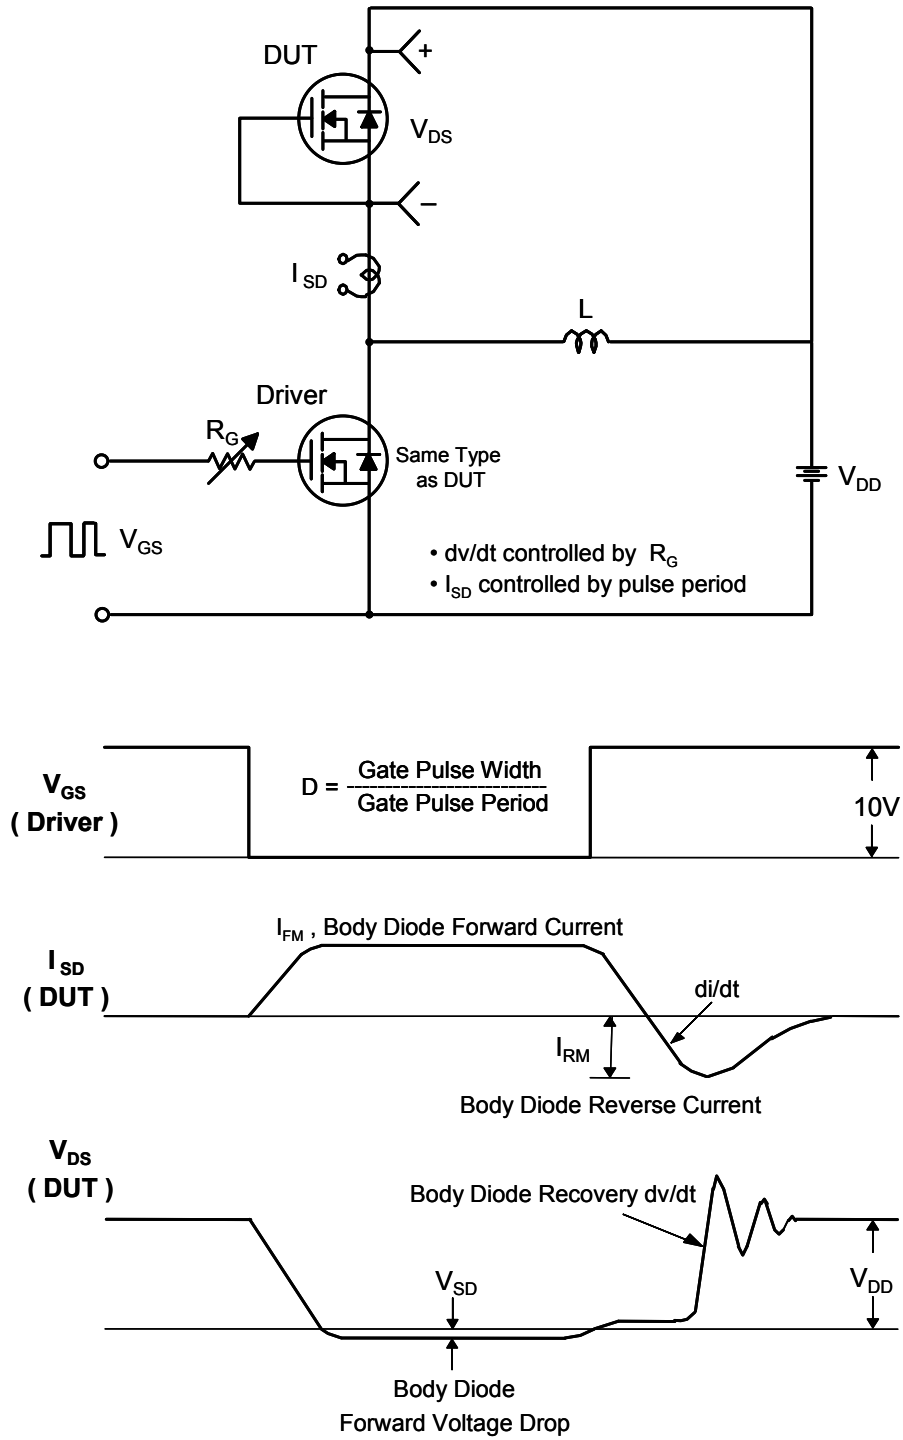 DUT
+
V_DS
−
I_SD
L
Driver
R_G
Same Type
as DUT
V_DD
V_GS
• dv/dt controlled by R_G
• I_SD controlled by pulse period
V_GS
( Driver )
D = Gate Pulse Width
Gate Pulse Period
10V
I_FM , Body Diode Forward Current
I_SD
( DUT )
di/dt
I_RM
Body Diode Reverse Current
V_DS
( DUT )
Body Diode Recovery dv/dt
V_SD
V_DD
Body Diode
Forward Voltage Drop